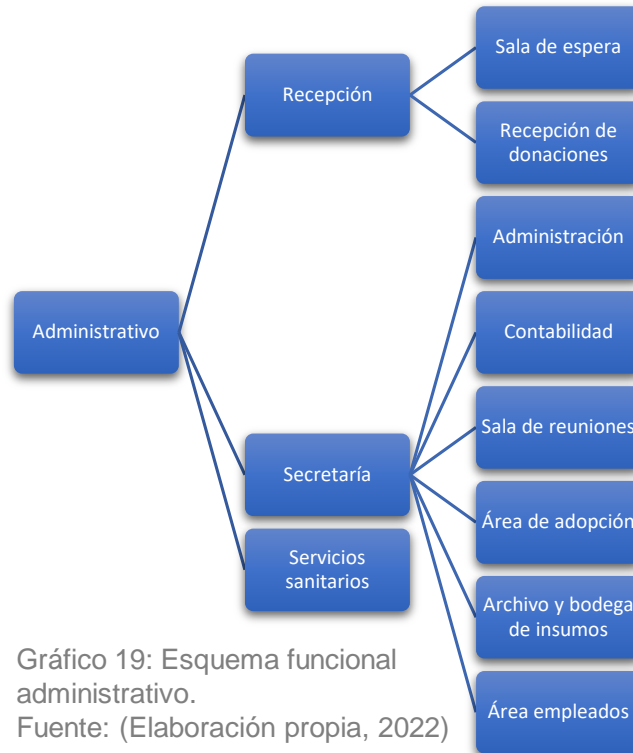 Sala de espera
Recepción
Recepción de
donaciones
Administración
Administrativo
Contabilidad
Sala de reuniones
Secretaría
Área de adopción
Servicios
sanitarios
Archivo y bodega
de insumos
Área empleados
Gráfico 19: Esquema funcional
administrativo.
Fuente: (Elaboración propia, 2022)